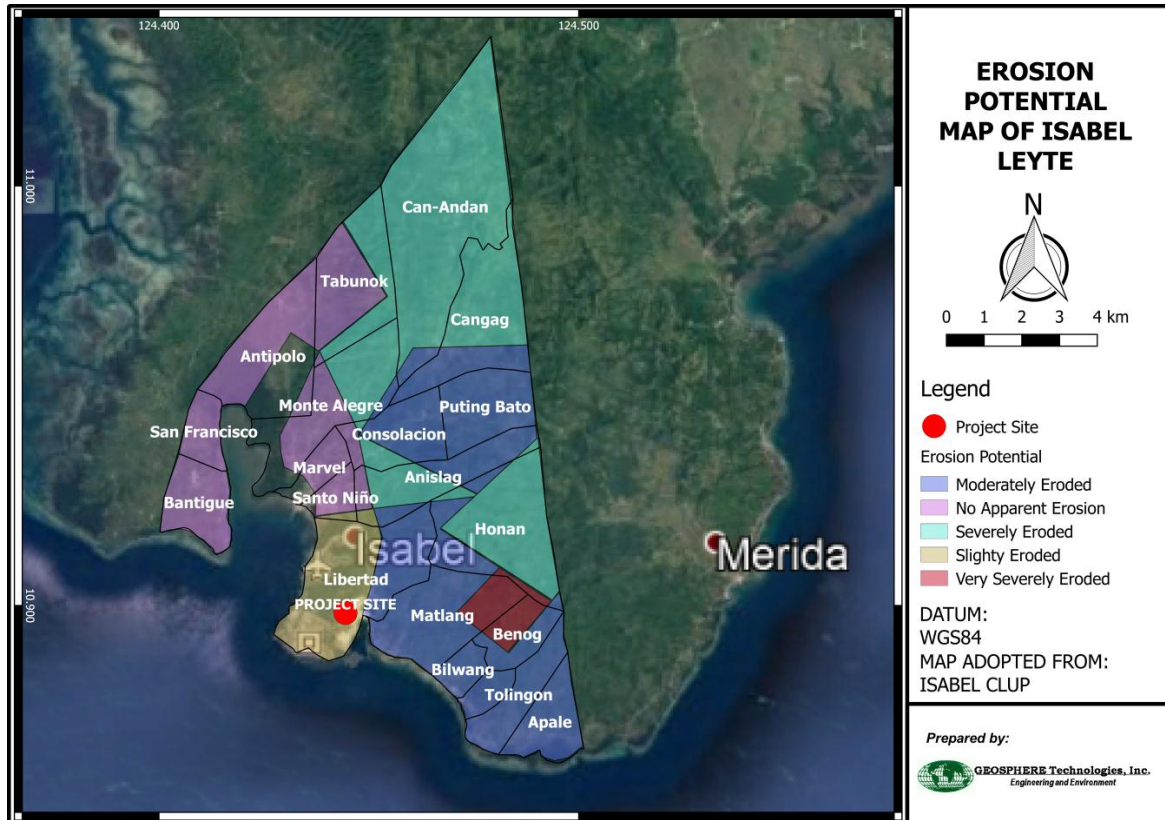 124.400
124.500
11.000
10.900
Can-Andan
Tabunok
Cangag
Antipolo
Monte Alegre
Puting Bato
San Francisco
Consolacion
Marvel
Anislag
Bantigue
Santo Niño
Honan
Isabel
Merida
Libertad
PROJECT SITE
Matlang
Benog
Bilwang
Tolingon
Apale
EROSION
POTENTIAL
MAP OF ISABEL
LEYTE
N
0 1 2 3 4 km
Legend
Project Site
Erosion Potential
Moderately Eroded
No Apparent Erosion
Severely Eroded
Slighty Eroded
Very Severely Eroded
DATUM:
WGS84
MAP ADOPTED FROM:
ISABEL CLUP
Prepared by:
GEOSPHERE Technologies, Inc.
Engineering and Environment